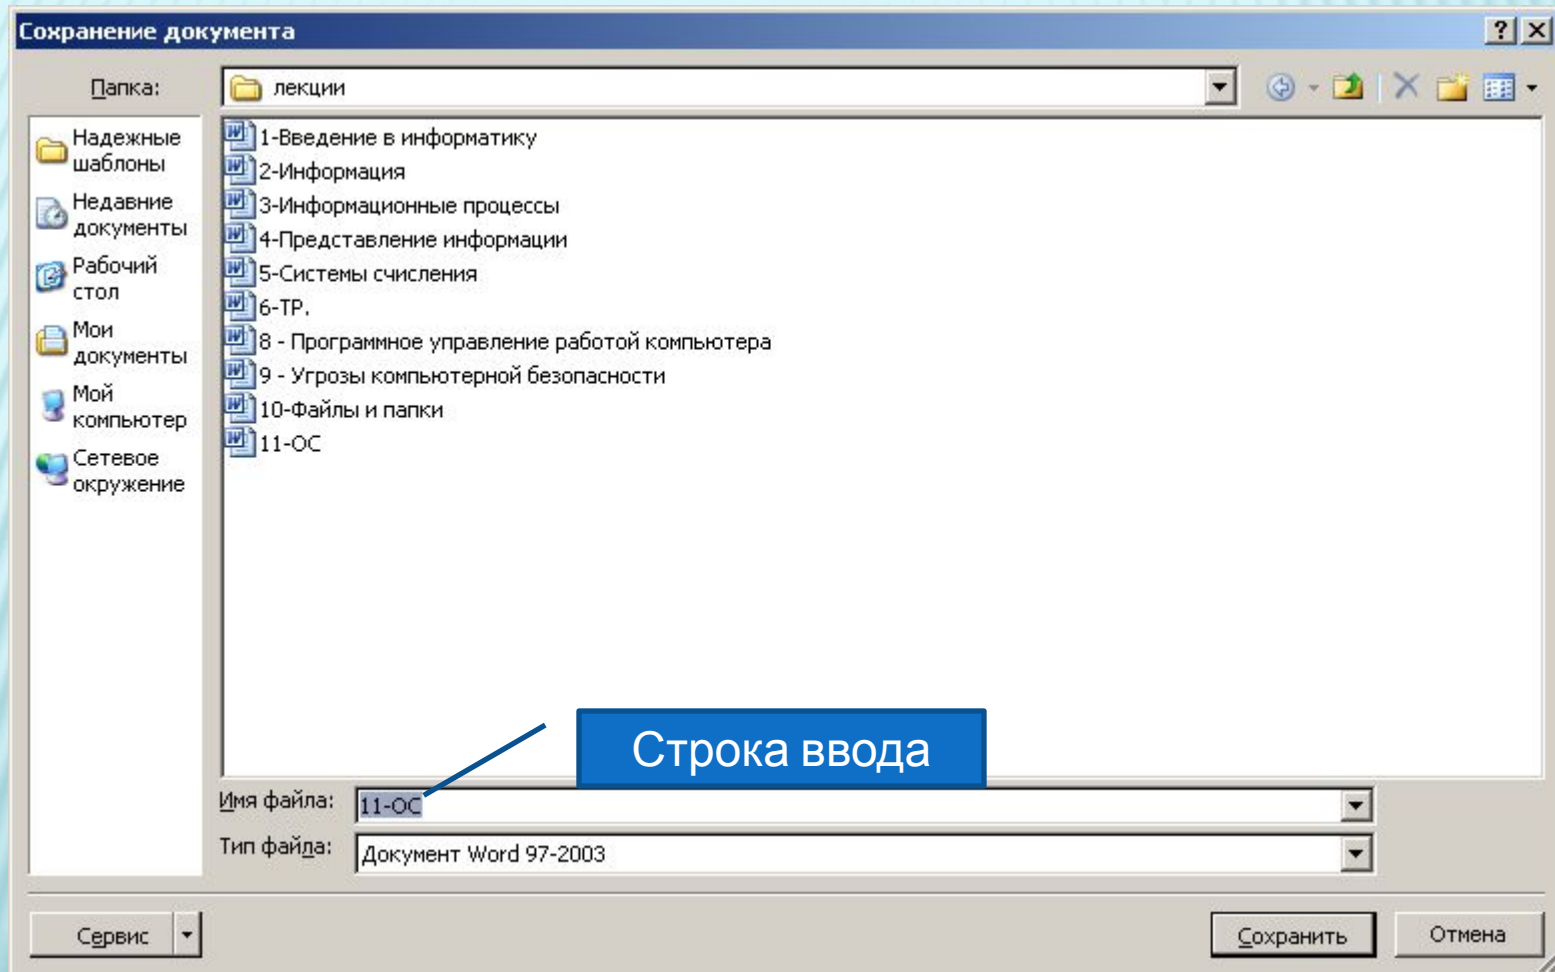 Сохранение документа
Папка:
лекции
Надежные
шаблоны
Недавние
документы
Рабочий
стол
Мои
документы
Мой
компьютер
Сетевое
окружение
1-Введение в информатику
2-Информация
3-Информационные процессы
4-Представление информации
5-Системы счисления
6-ТР.
8 - Программное управление работой компьютера
9 - Угрозы компьютерной безопасности
10-Файлы и папки
11-ОС
Строка ввода
Имя файла:
11-ОС
Тип файла:
Документ Word 97-2003
Сервис
Сохранить
Отмена